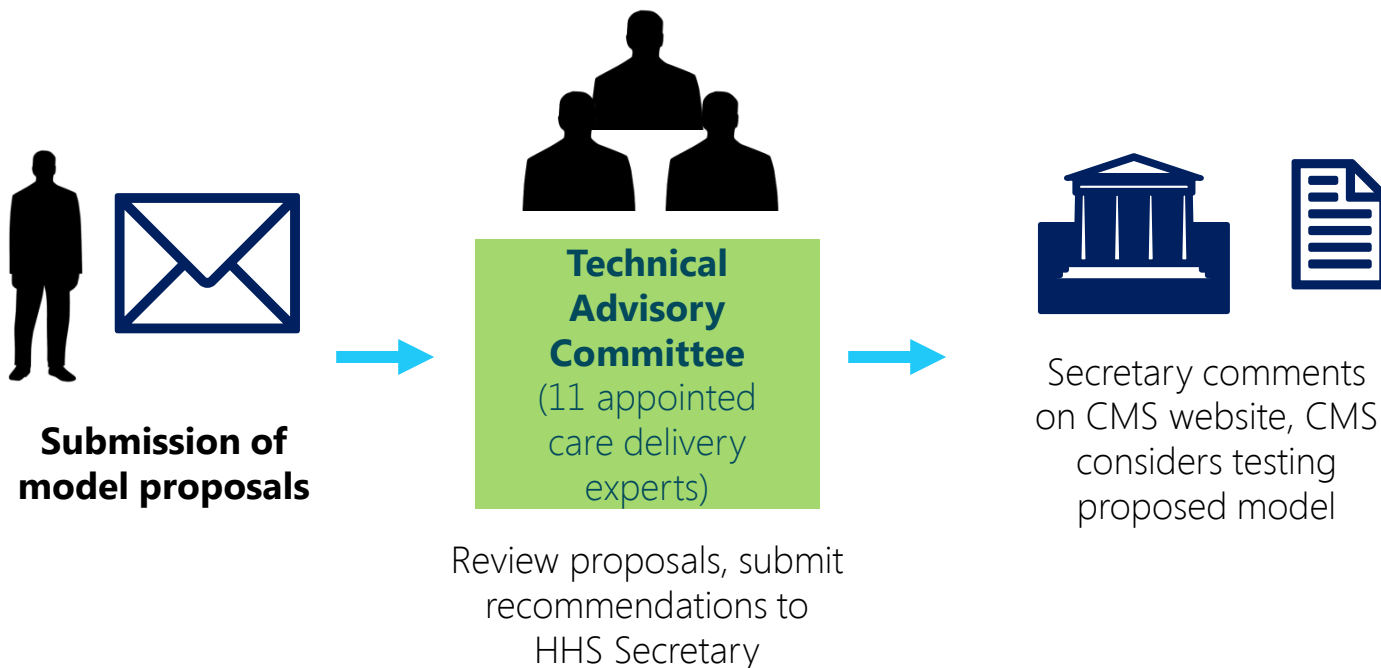 Submission of
model proposals
Technical
Advisory
Committee
(11 appointed
care delivery
experts)
Review proposals, submit
recommendations to
HHS Secretary
Secretary comments
on CMS website, CMS
considers testing
proposed model